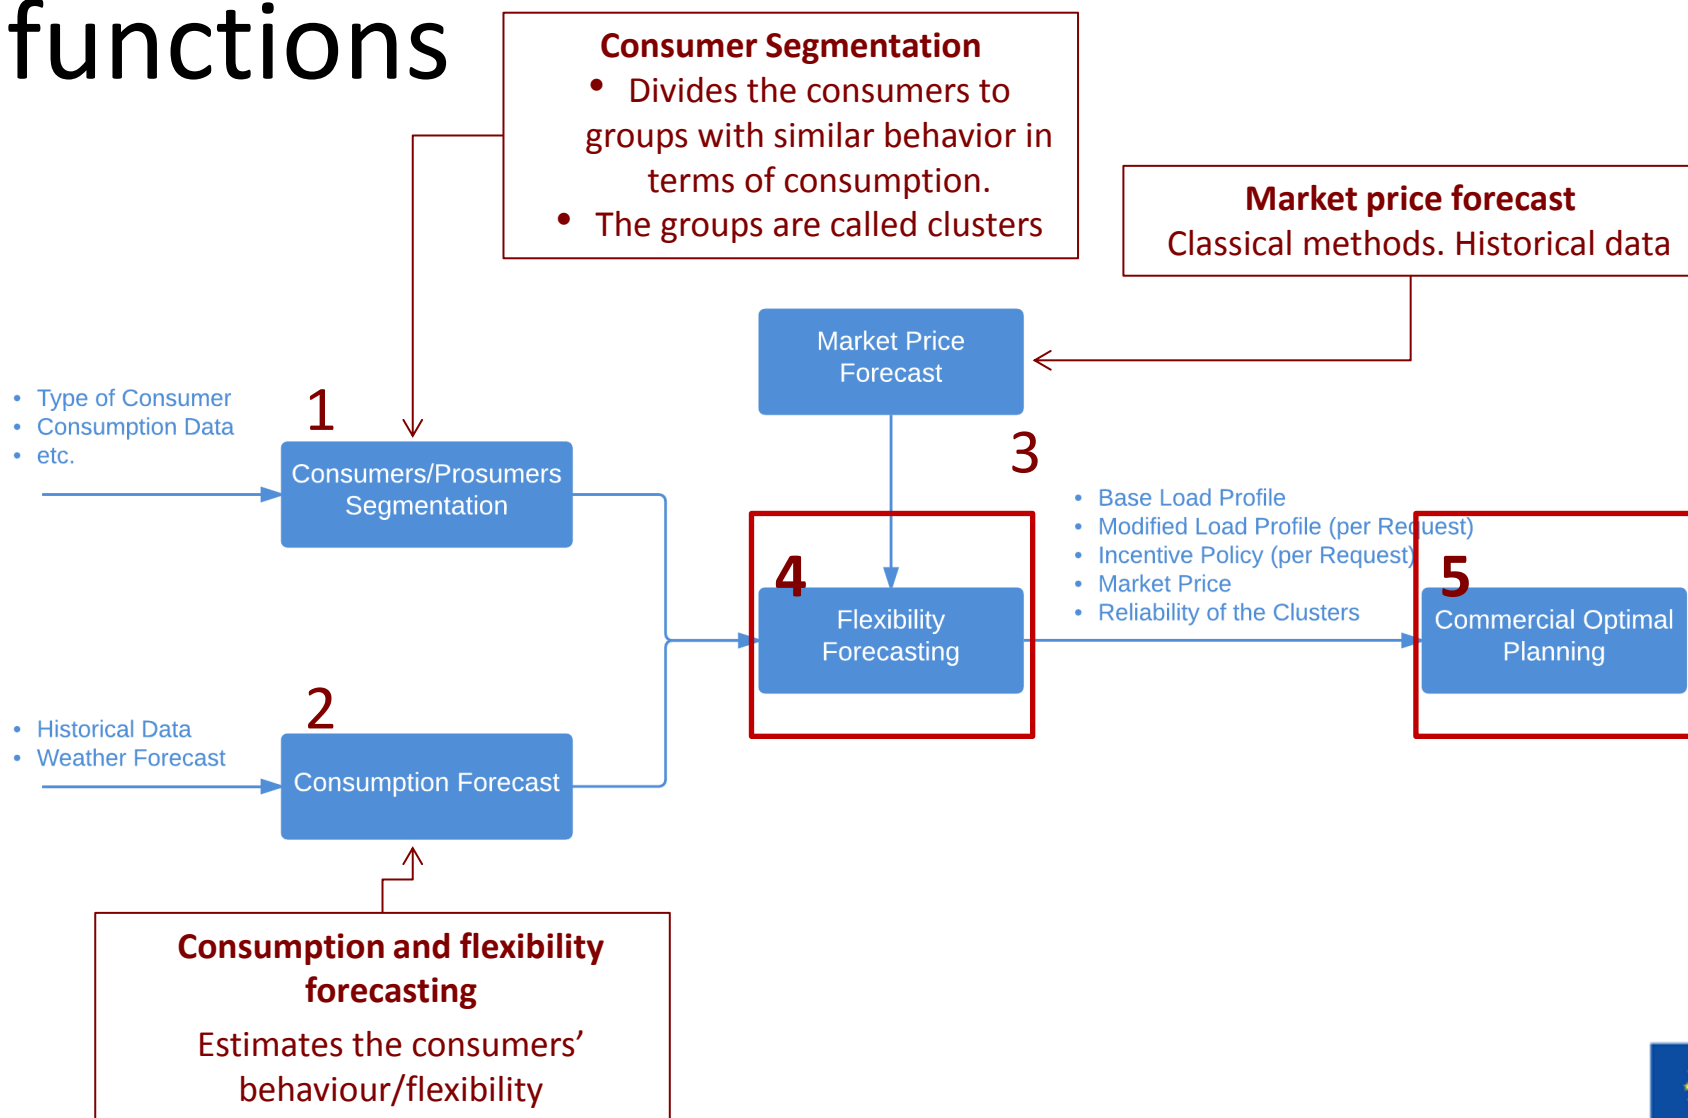 functions
Consumer Segmentation
• Divides the consumers to
groups with similar behavior in
terms of consumption.
• The groups are called clusters
Market price forecast
Classical methods. Historical data
Market Price
Forecast
• Type of Consumer
• Consumption Data
• etc.
1
Consumers/Prosumers
Segmentation
3
• Base Load Profile
• Modified Load Profile (per Request)
• Incentive Policy (per Request)
• Market Price
• Reliability of the Clusters
4
Flexibility
Forecasting
5
Commercial Optimal
Planning
• Historical Data
• Weather Forecast
2
Consumption Forecast
Consumption and flexibility
forecasting
Estimates the consumers’
behaviour/flexibility